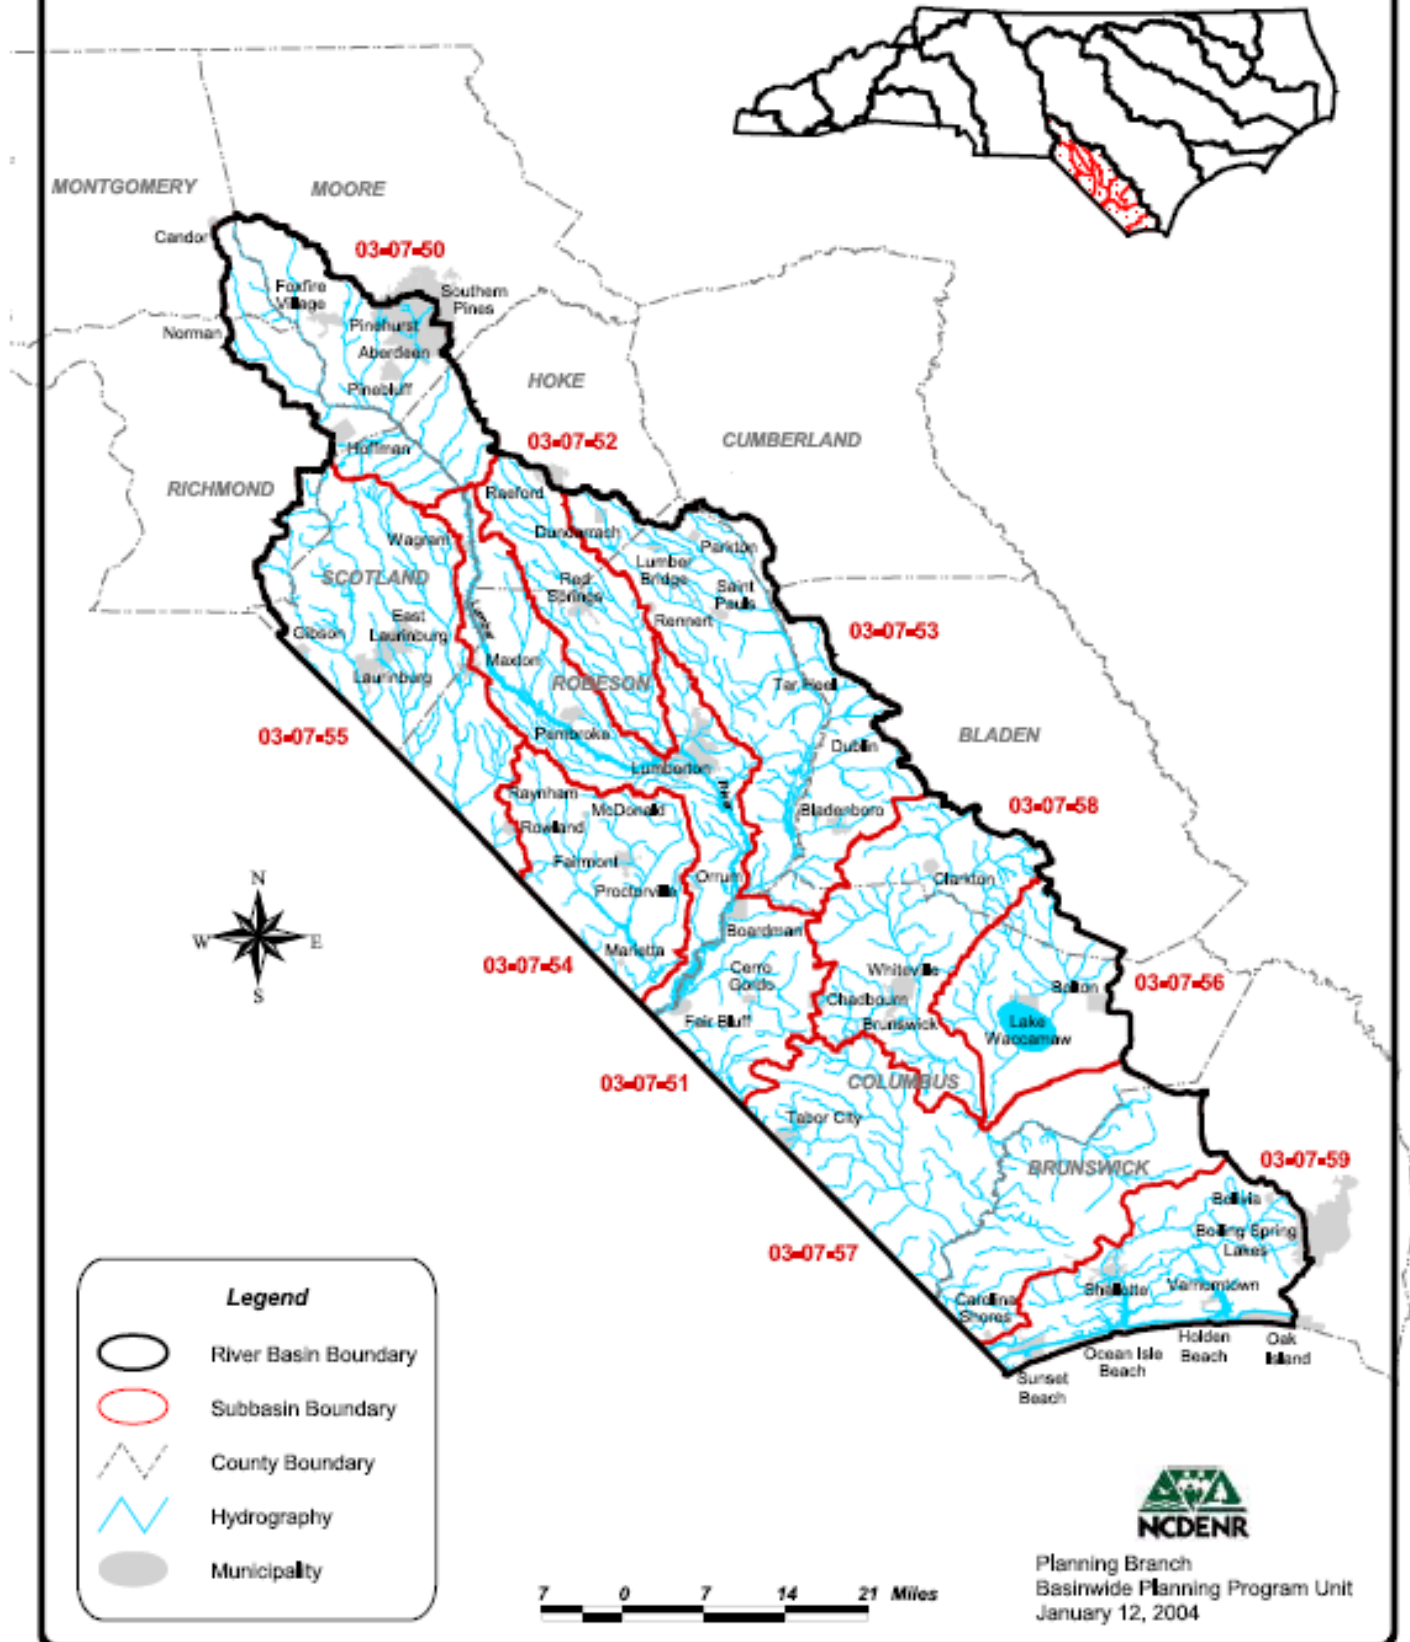 MONTGOMERY
MOORE
Candor
03-07-50
Foxfire
Village
Southern
Pines
Pinehurst
Norman
Aberdeen
Pinebluff
HOKE
CUMBERLAND
03-07-52
Hoffman
RICHMOND
Raeford
Dundarrach
Wagram
Parkton
Lumber
Bridge
SCOTLAND
Red
Springs
Saint
Pauls
East
Laurinburg
Rennert
Gibson
03-07-53
Lumber
Maxton
Laurinburg
ROBESON
Tar Heel
03-07-55
Pembroke
Dublin
BLADEN
Lumberton
River
Raynham
McDonald
Bladenboro
03-07-58
Rowland
Fairmont
Orrum
Clarkton
Proctorville
N
W
E
S
Boardman
Marietta
03-07-54
Cerro
Gordo
Whiteville
Bolton
03-07-56
Chadbourn
Fair Bluff
Brunswick
Lake
Waccamaw
03-07-51
COLUMBUS
Tabor City
BRUNSWICK
03-07-59
Bolivia
Boiling Spring
Lakes
03-07-57
Shallotte
Varnamtown
Carolina
Shores
Holden
Beach
Oak
Island
Ocean Isle
Beach
Sunset
Beach
Legend
River Basin Boundary
Subbasin Boundary
County Boundary
Hydrography
Municipality
NCDENR
7 0 7 14 21 Miles
Planning Branch
Basinwide Planning Program Unit
January 12, 2004